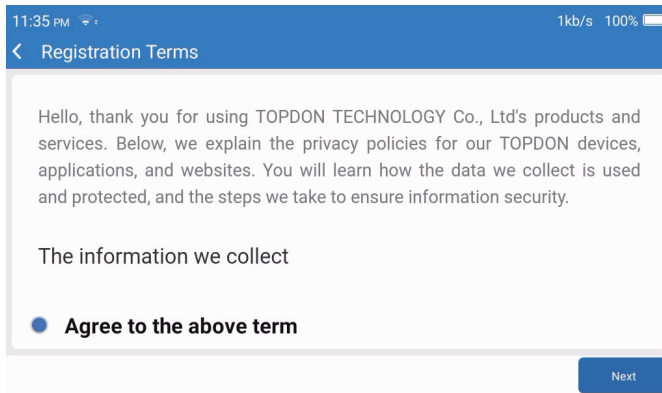 11:35 PM 1kb/s 100%
Registration Terms
Hello, thank you for using TOPDON TECHNOLOGY Co., Ltd's products and
services. Below, we explain the privacy policies for our TOPDON devices,
applications, and websites. You will learn how the data we collect is used
and protected, and the steps we take to ensure information security.
The information we collect
Agree to the above term
Next